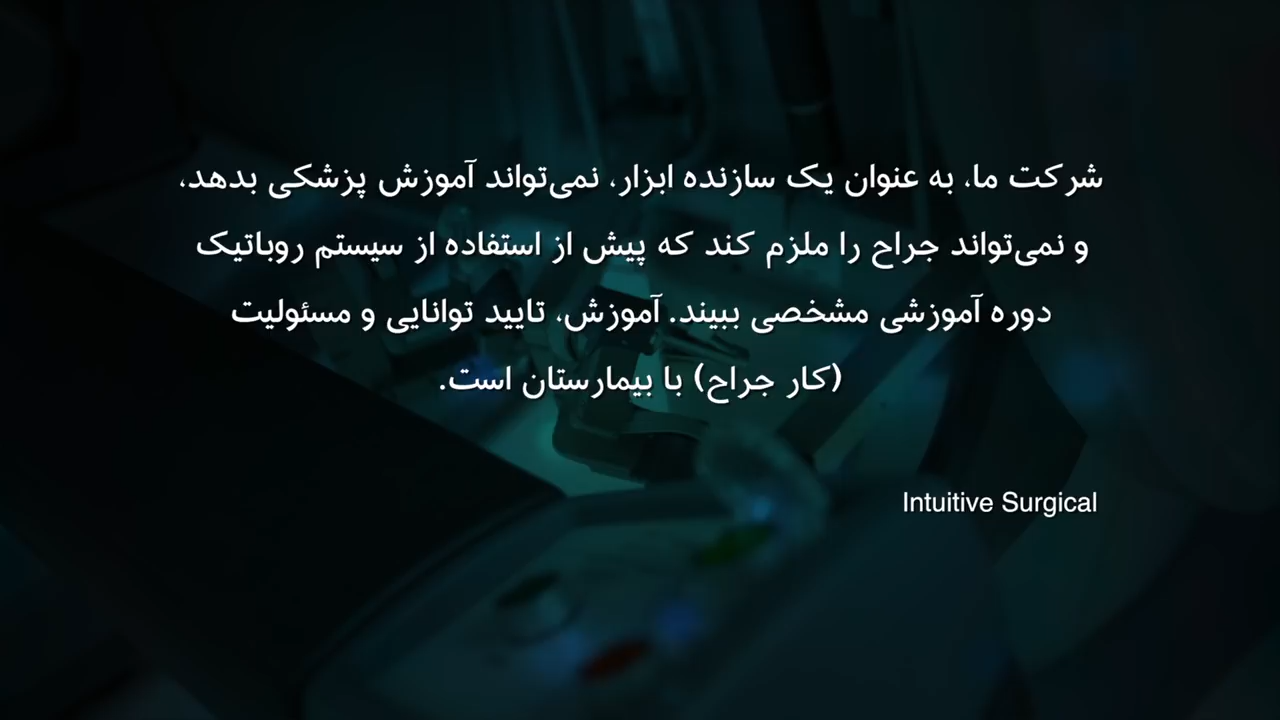 شرکت ما، به عنوان یک سازنده ابزار، نمی‌تواند آموزش پزشکی بدهد،
و نمی‌تواند جراح را ملزم کند که پیش از استفاده از سیستم روباتیک
دوره آموزشی مشخصی ببیند. آموزش، تایید توانایی و مسئولیت
(کار جراح) با بیمارستان است.
Intuitive Surgical